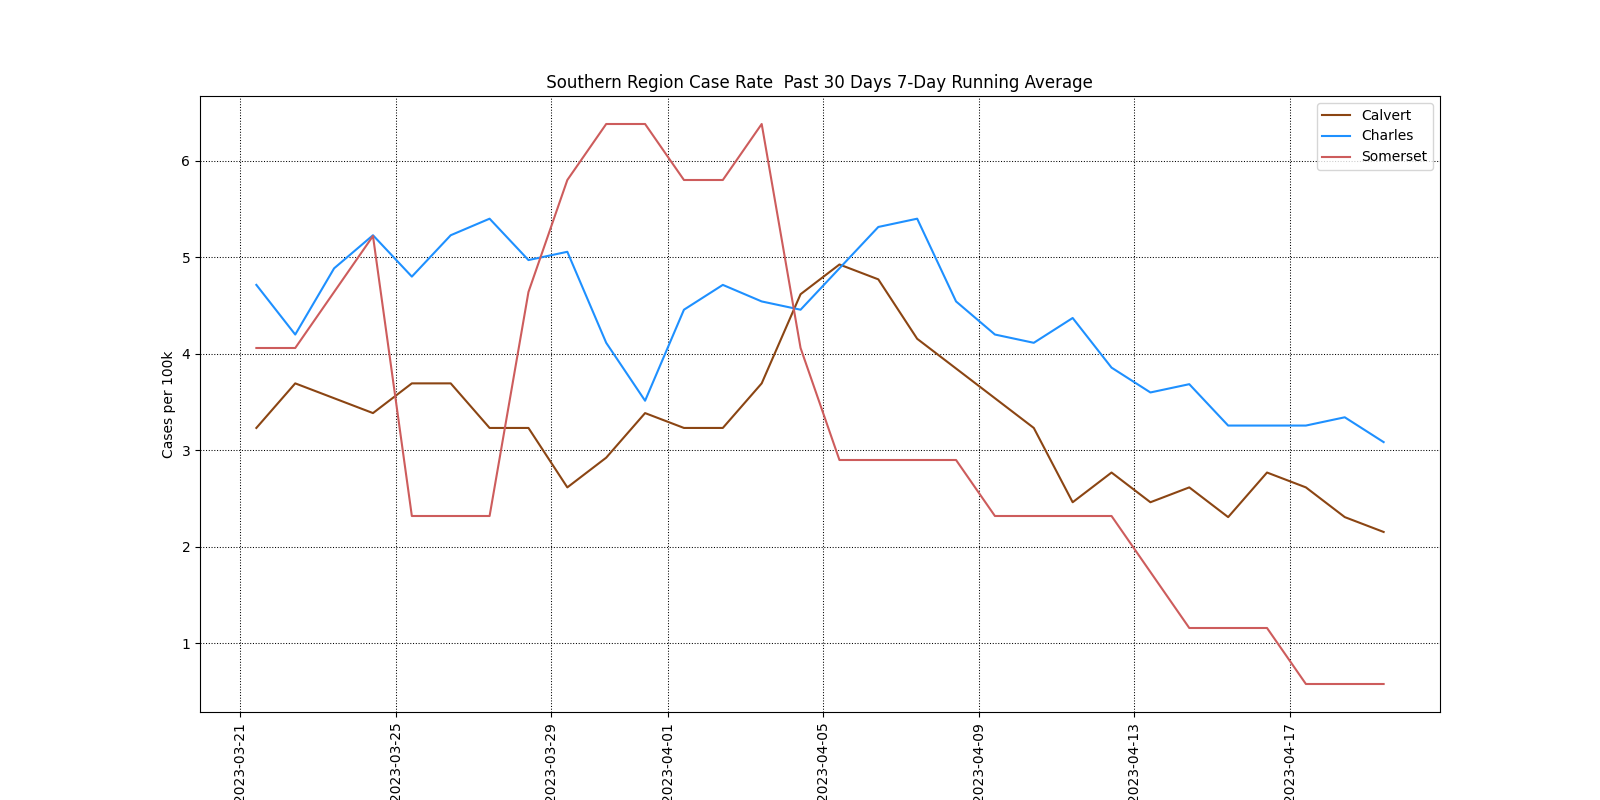 Southern Region Case Rate  Past 30 Days 7-Day Running Average
Calvert
Charles
Somerset
Cases per 100k
6
5
4
3
2
1
2023-03-21
2023-03-25
2023-03-29
2023-04-01
2023-04-05
2023-04-09
2023-04-13
2023-04-17